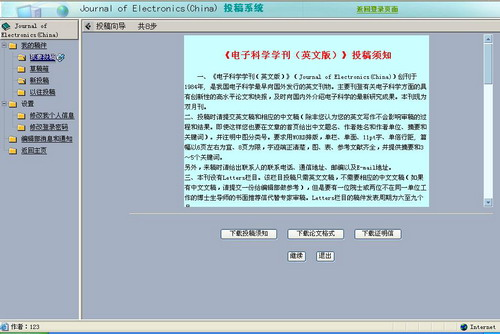 Journal of Electronics(China) 投稿系统
返回登录页面
Journal of
Electronics(China)
投稿向导 共8步
我的稿件
我要投稿
草稿箱
新投稿
以往投稿
设置
修改我个人信息
修改登录密码
编辑部消息和通知
返回主页
《电子科学学刊(英文版)》投稿须知
一、《电子科学学刊(英文版)》(Journal of Electronics(China))创刊于
1984年,是我国电子科学最早向国外发行的英文刊物。主要刊登有关电子学方面的具
有创新性的高水平论文和快报,及时向国内外介绍电子科学的最新研究成果。本刊现为
双月刊。
二、投稿时请提交英文稿和相应的中文稿(除非您认为您的英文写作不会影响审稿的过
程和结果。即使这样您也要在文章的首页给出中文题名、作者姓名和作者单位、摘要和
关键词),并注明中图分类号。要求用WORD排版,单栏、单面、11pt字、单倍行距,篇
幅以6页左右为宜、8页为限,字迹端正清楚,图、表、参考文献齐全,并提供摘要和3
~5个关键词。
另外,来稿时请给出联系人的联系电话、通信地址、邮编以及E-mail地址。
三、本刊设有Letters栏目。该栏目投稿只需英文文稿,不需要相应的中文文稿(如果
有中文文稿,请提交一份给编辑部做参考),但是要有一位院士或两位不在同一单位工
作的博士生导师的书面推荐信代替专家审稿。Letters栏目的稿件发表周期为六至九个
月。
下载投稿须知
下载论文格式
下载证明信
继续
退出
作者:123
Internet